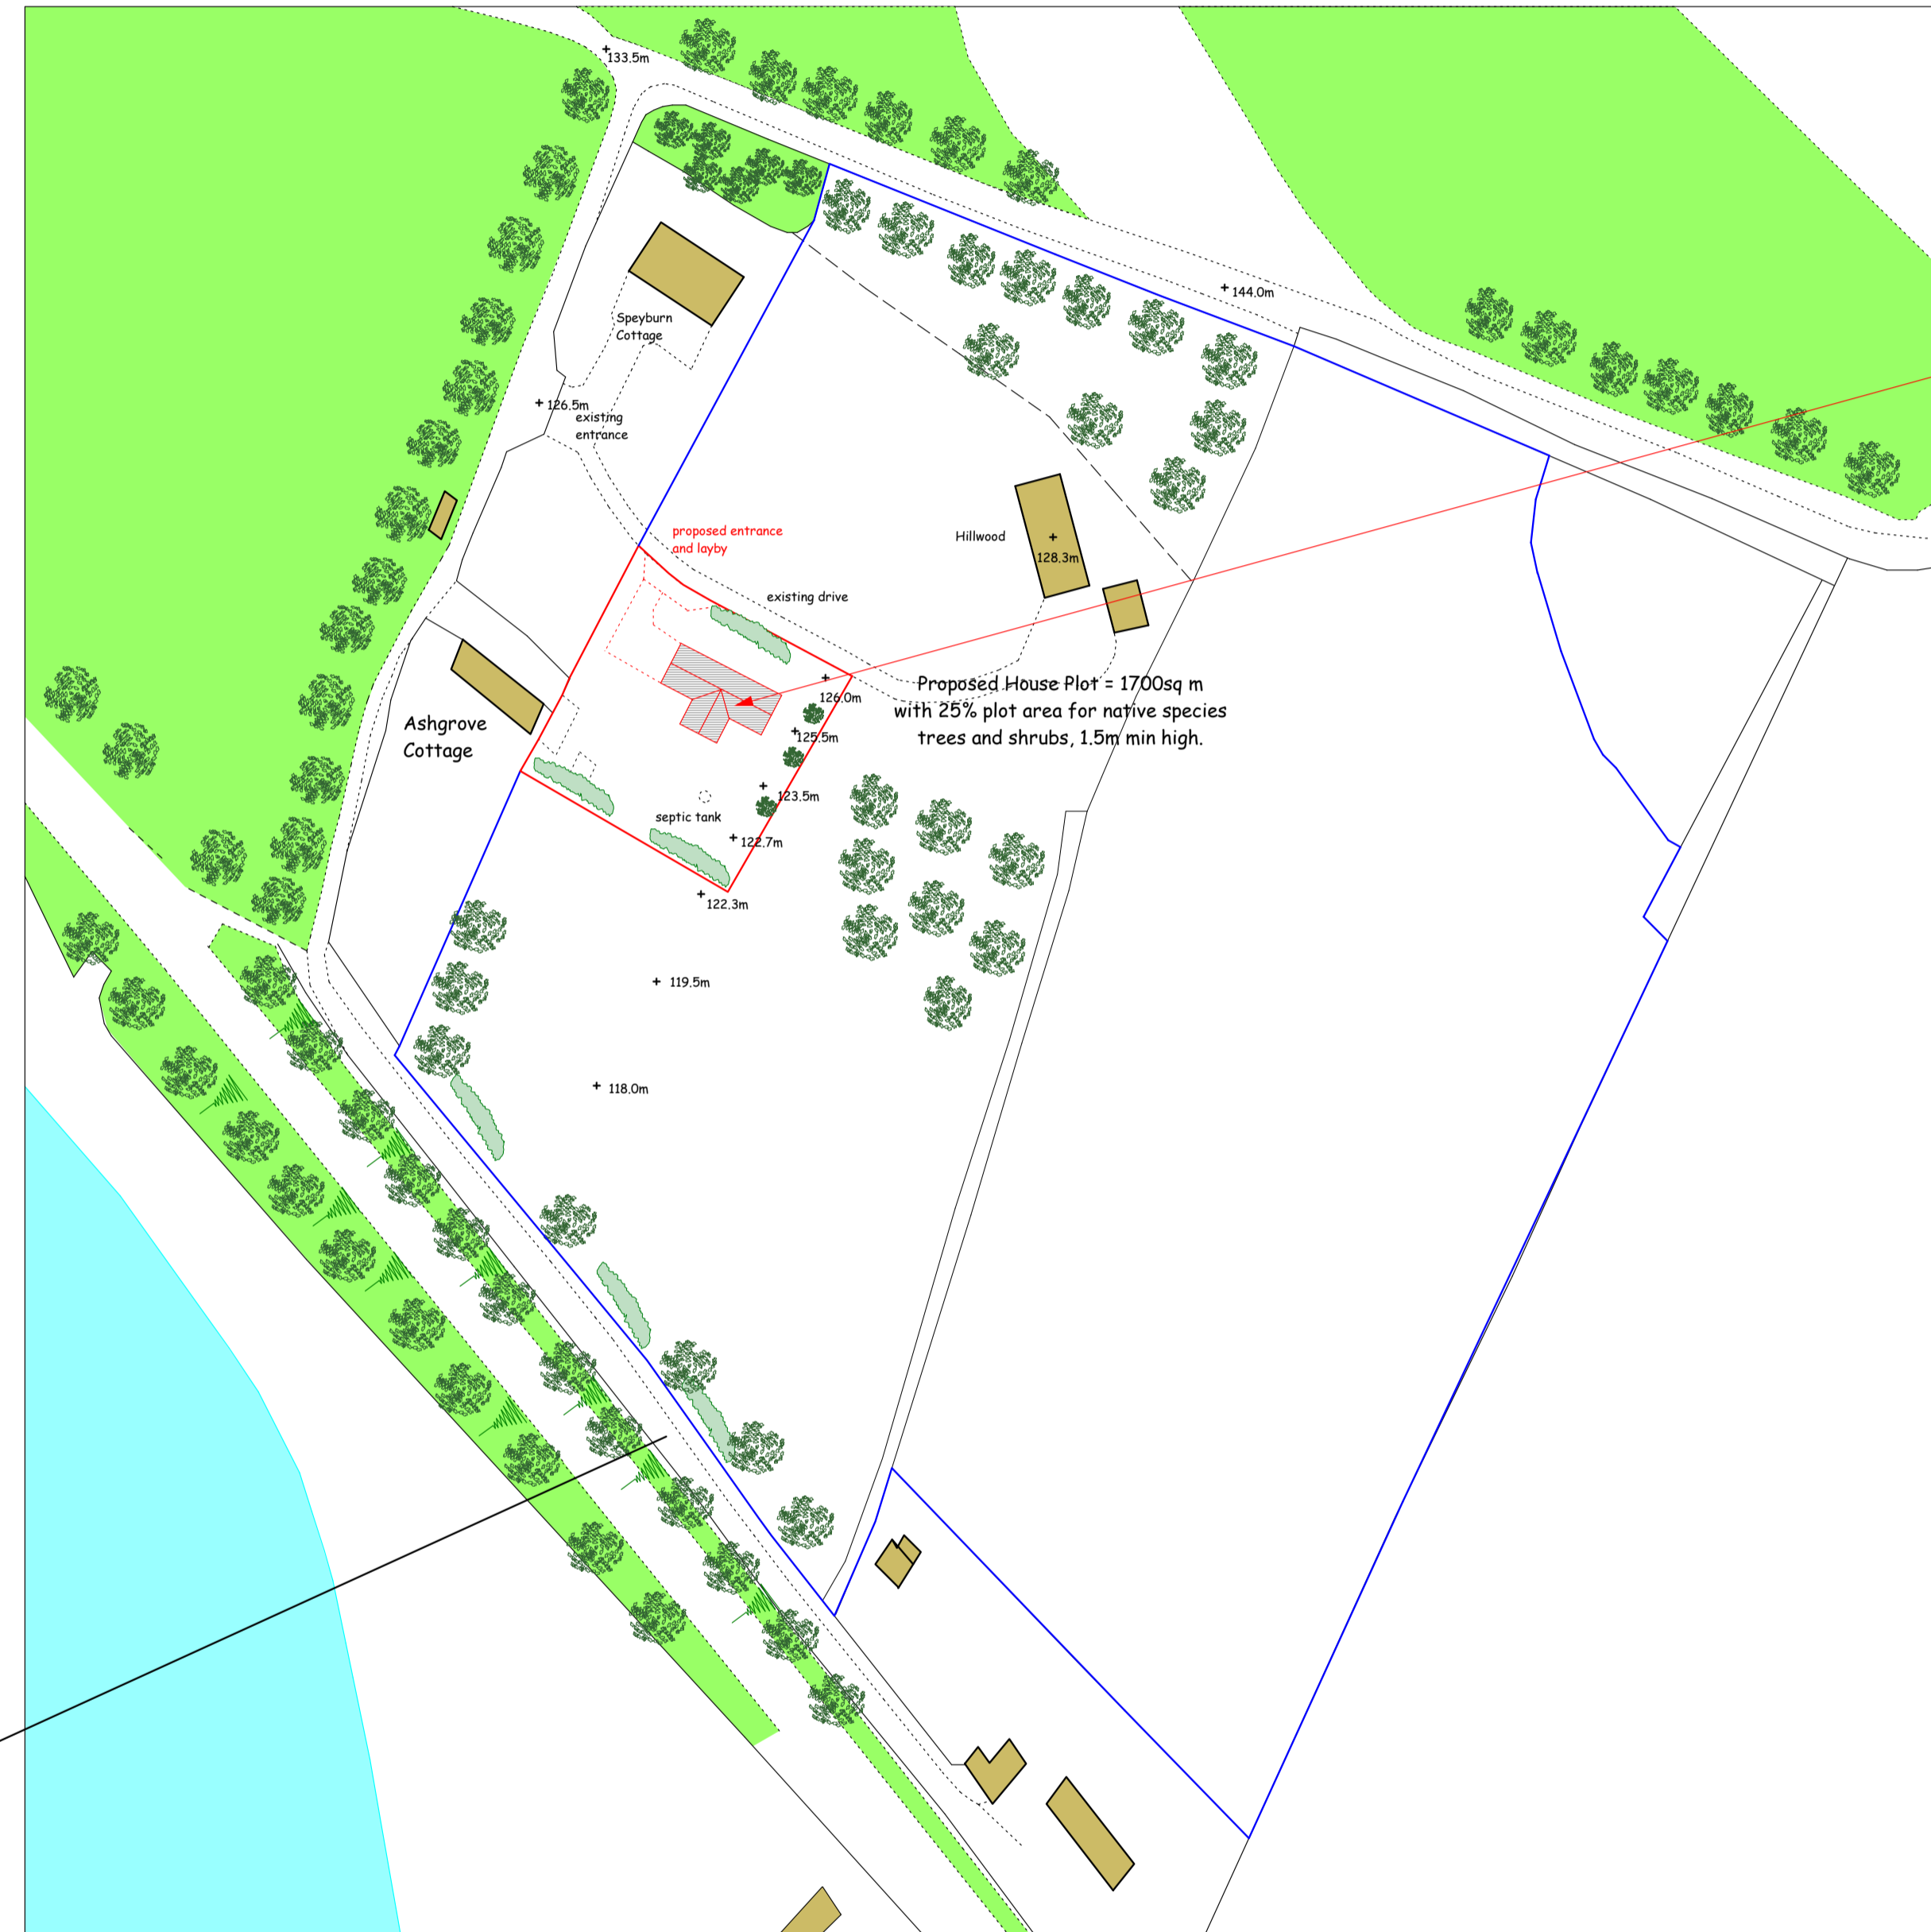 133.5m
144.0m
Speyburn
Cottage
126.5m
existing
entrance
proposed entrance
and layby
Hillwood
128.3m
existing drive
Proposed House Plot = 1700sq m
with 25% plot area for native species
trees and shrubs, 1.5m min high.
126.0m
Ashgrove
Cottage
125.5m
123.5m
septic tank
122.7m
122.3m
119.5m
118.0m